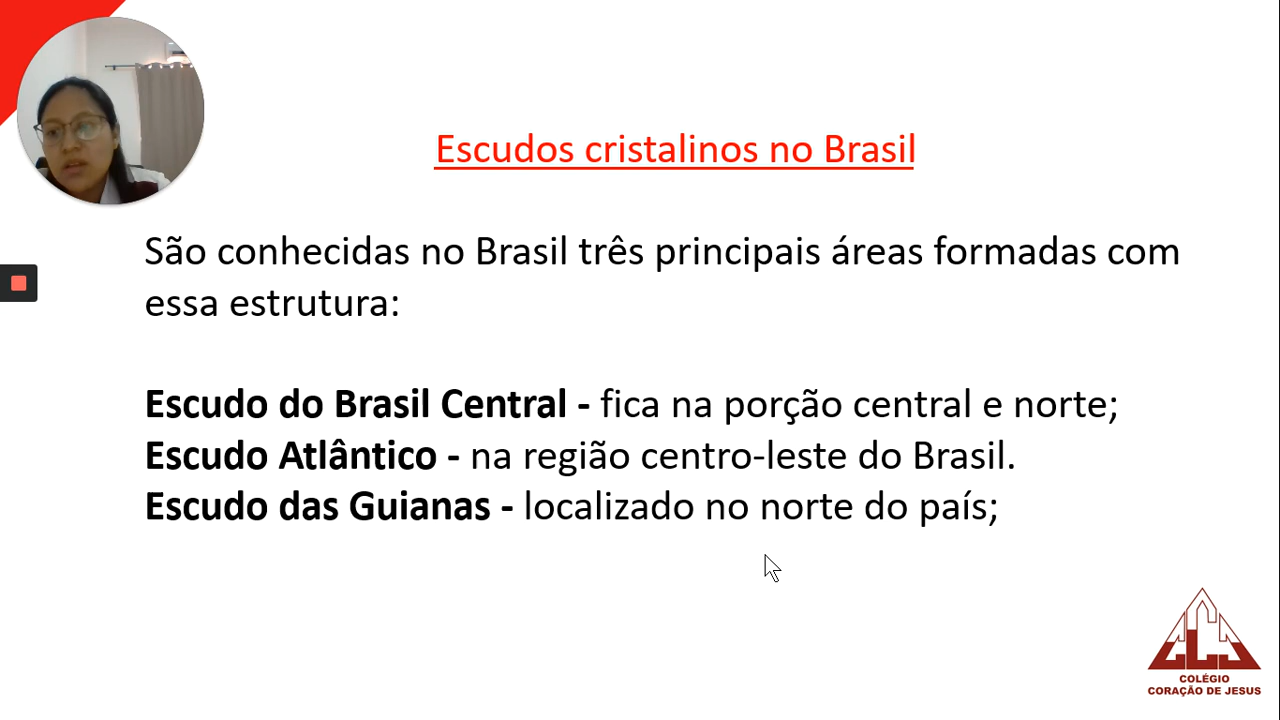 Escudos cristalinos no Brasil
São conhecidas no Brasil três principais áreas formadas com
essa estrutura:
Escudo do Brasil Central - fica na porção central e norte;
Escudo Atlântico - na região centro-leste do Brasil.
Escudo das Guianas - localizado no norte do país;
CCJ
COLÉGIO
CORAÇÃO DE JESUS